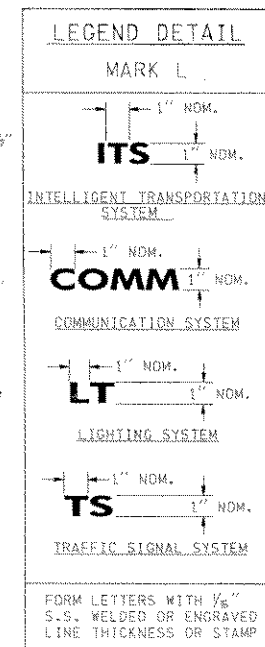 LEGEND DETAIL
MARK L
1" NOM.
ITS 1" NOM.
INTELLIGENT TRANSPORTATION
SYSTEM
1" NOM.
COMM 1" NOM.
COMMUNICATION SYSTEM
1" NOM.
LT 1" NOM.
LIGHTING SYSTEM
1" NOM.
TS 1" NOM.
TRAFFIC SIGNAL SYSTEM
FORM LETTERS WITH
S.S. WELDED OR ENGRAVED
LINE THICKNESS OR STAMP